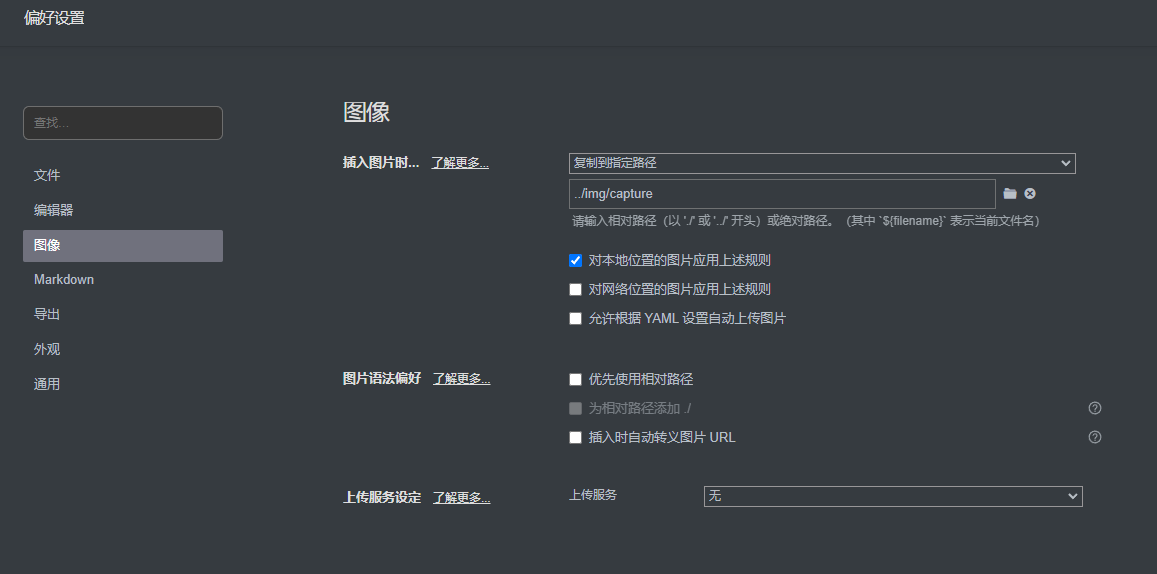 偏好设置
查找...
文件
编辑器
图像
Markdown
导出
外观
通用
图像
插入图片时... 了解更多...
复制到指定路径
../img/capture
请输入相对路径（以 './' 或 '../' 开头）或绝对路径。（其中 `${filename}` 表示当前文件名）
对本地位置的图片应用上述规则
对网络位置的图片应用上述规则
允许根据 YAML 设置自动上传图片
图片语法偏好 了解更多...
优先使用相对路径
为相对路径添加 ./
插入时自动转义图片 URL
上传服务设定 了解更多...
上传服务 无